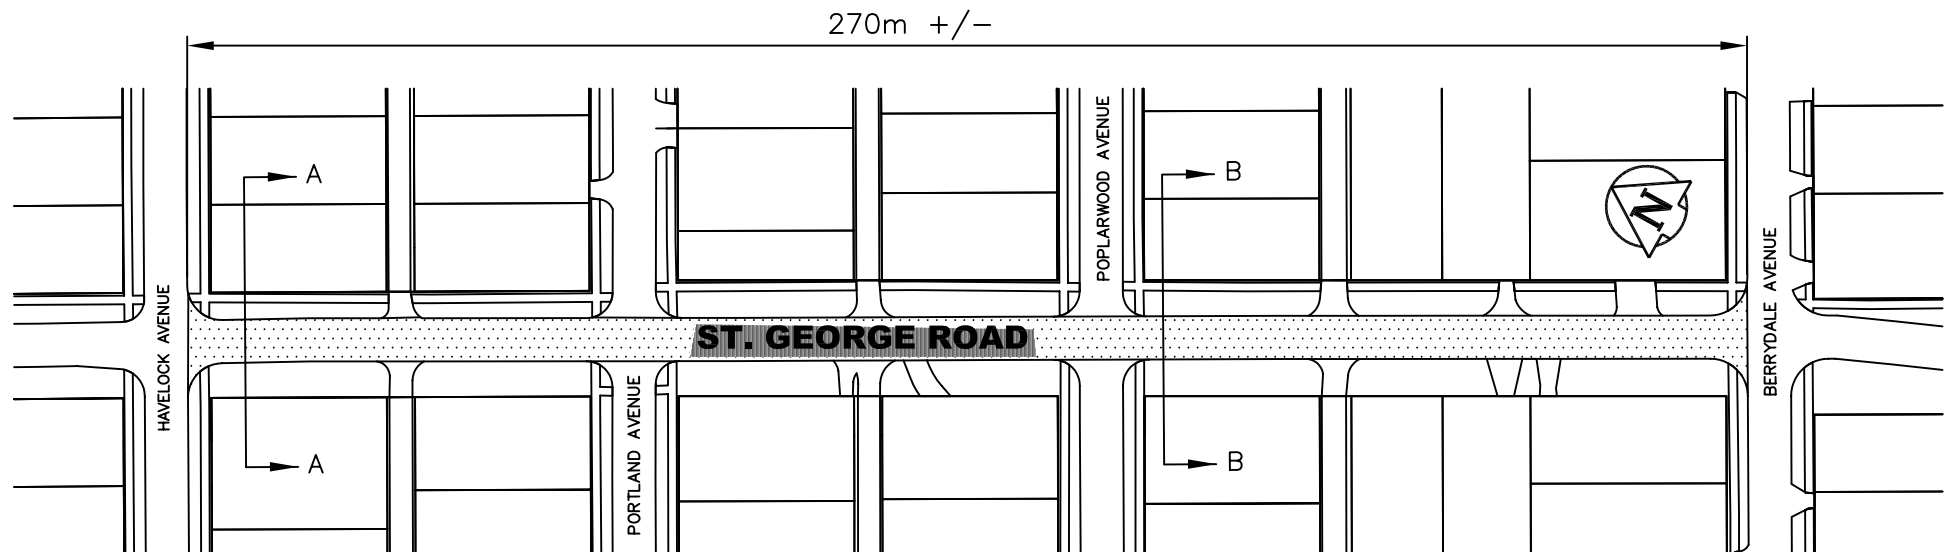 270m +/-
POPLARWOOD AVENUE
A
B
N
HAVELOCK AVENUE
BERRYDALE AVENUE
ST. GEORGE ROAD
PORTLAND AVENUE
A
B